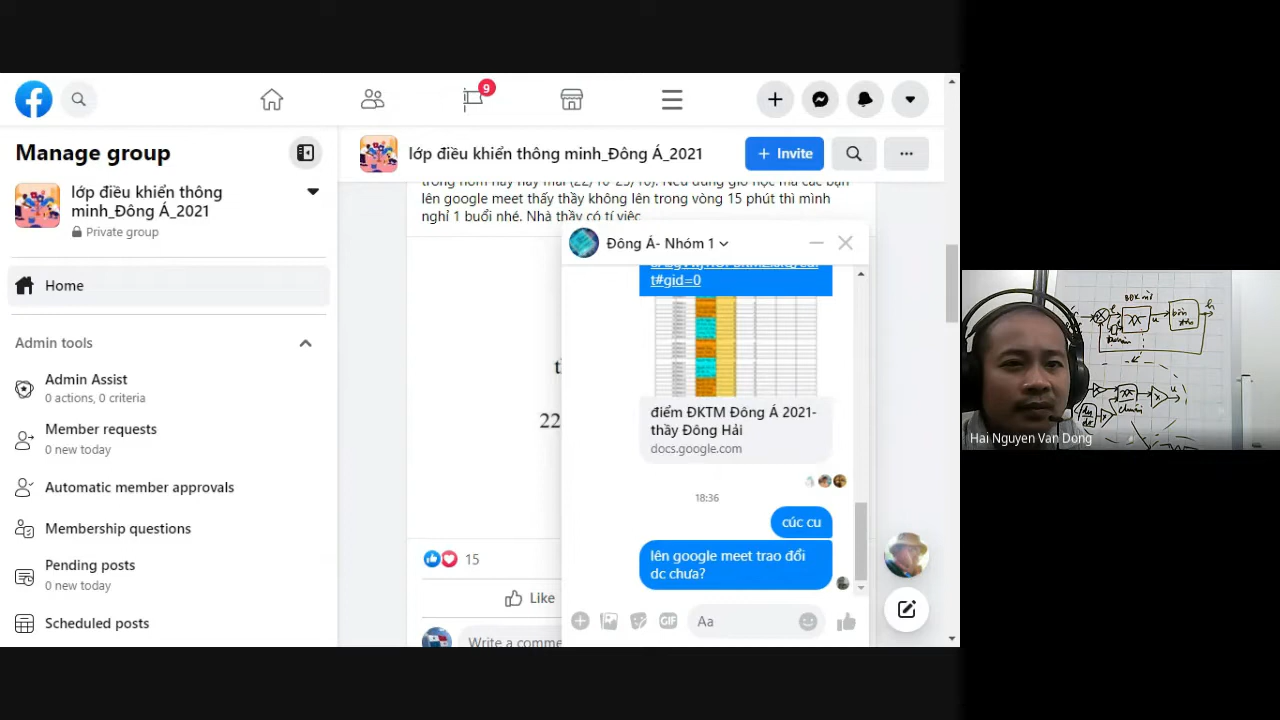 9
Manage group
lớp điều khiển thông
minh_Đông Á_2021
Private group
Home
Admin tools
Admin Assist
0 actions, 0 criteria
Member requests
0 new today
Automatic member approvals
Membership questions
Pending posts
0 new today
Scheduled posts
lớp điều khiển thông minh_Đông Á_2021
+ Invite
lên google meet thấy thầy không lên trong vòng 15 phút thì mình
nghỉ 1 buổi nhé. Nhà thầy có tí việc
22
15
Like
Write a comme
Đông Á- Nhóm 1
t#gid=0
điểm ĐKTM Đông Á 2021-
thầy Đông Hải
docs.google.com
18:36
cúc cu
lên google meet trao đổi
dc chưa?
GIF
Aa
Hai Nguyen Van Dong